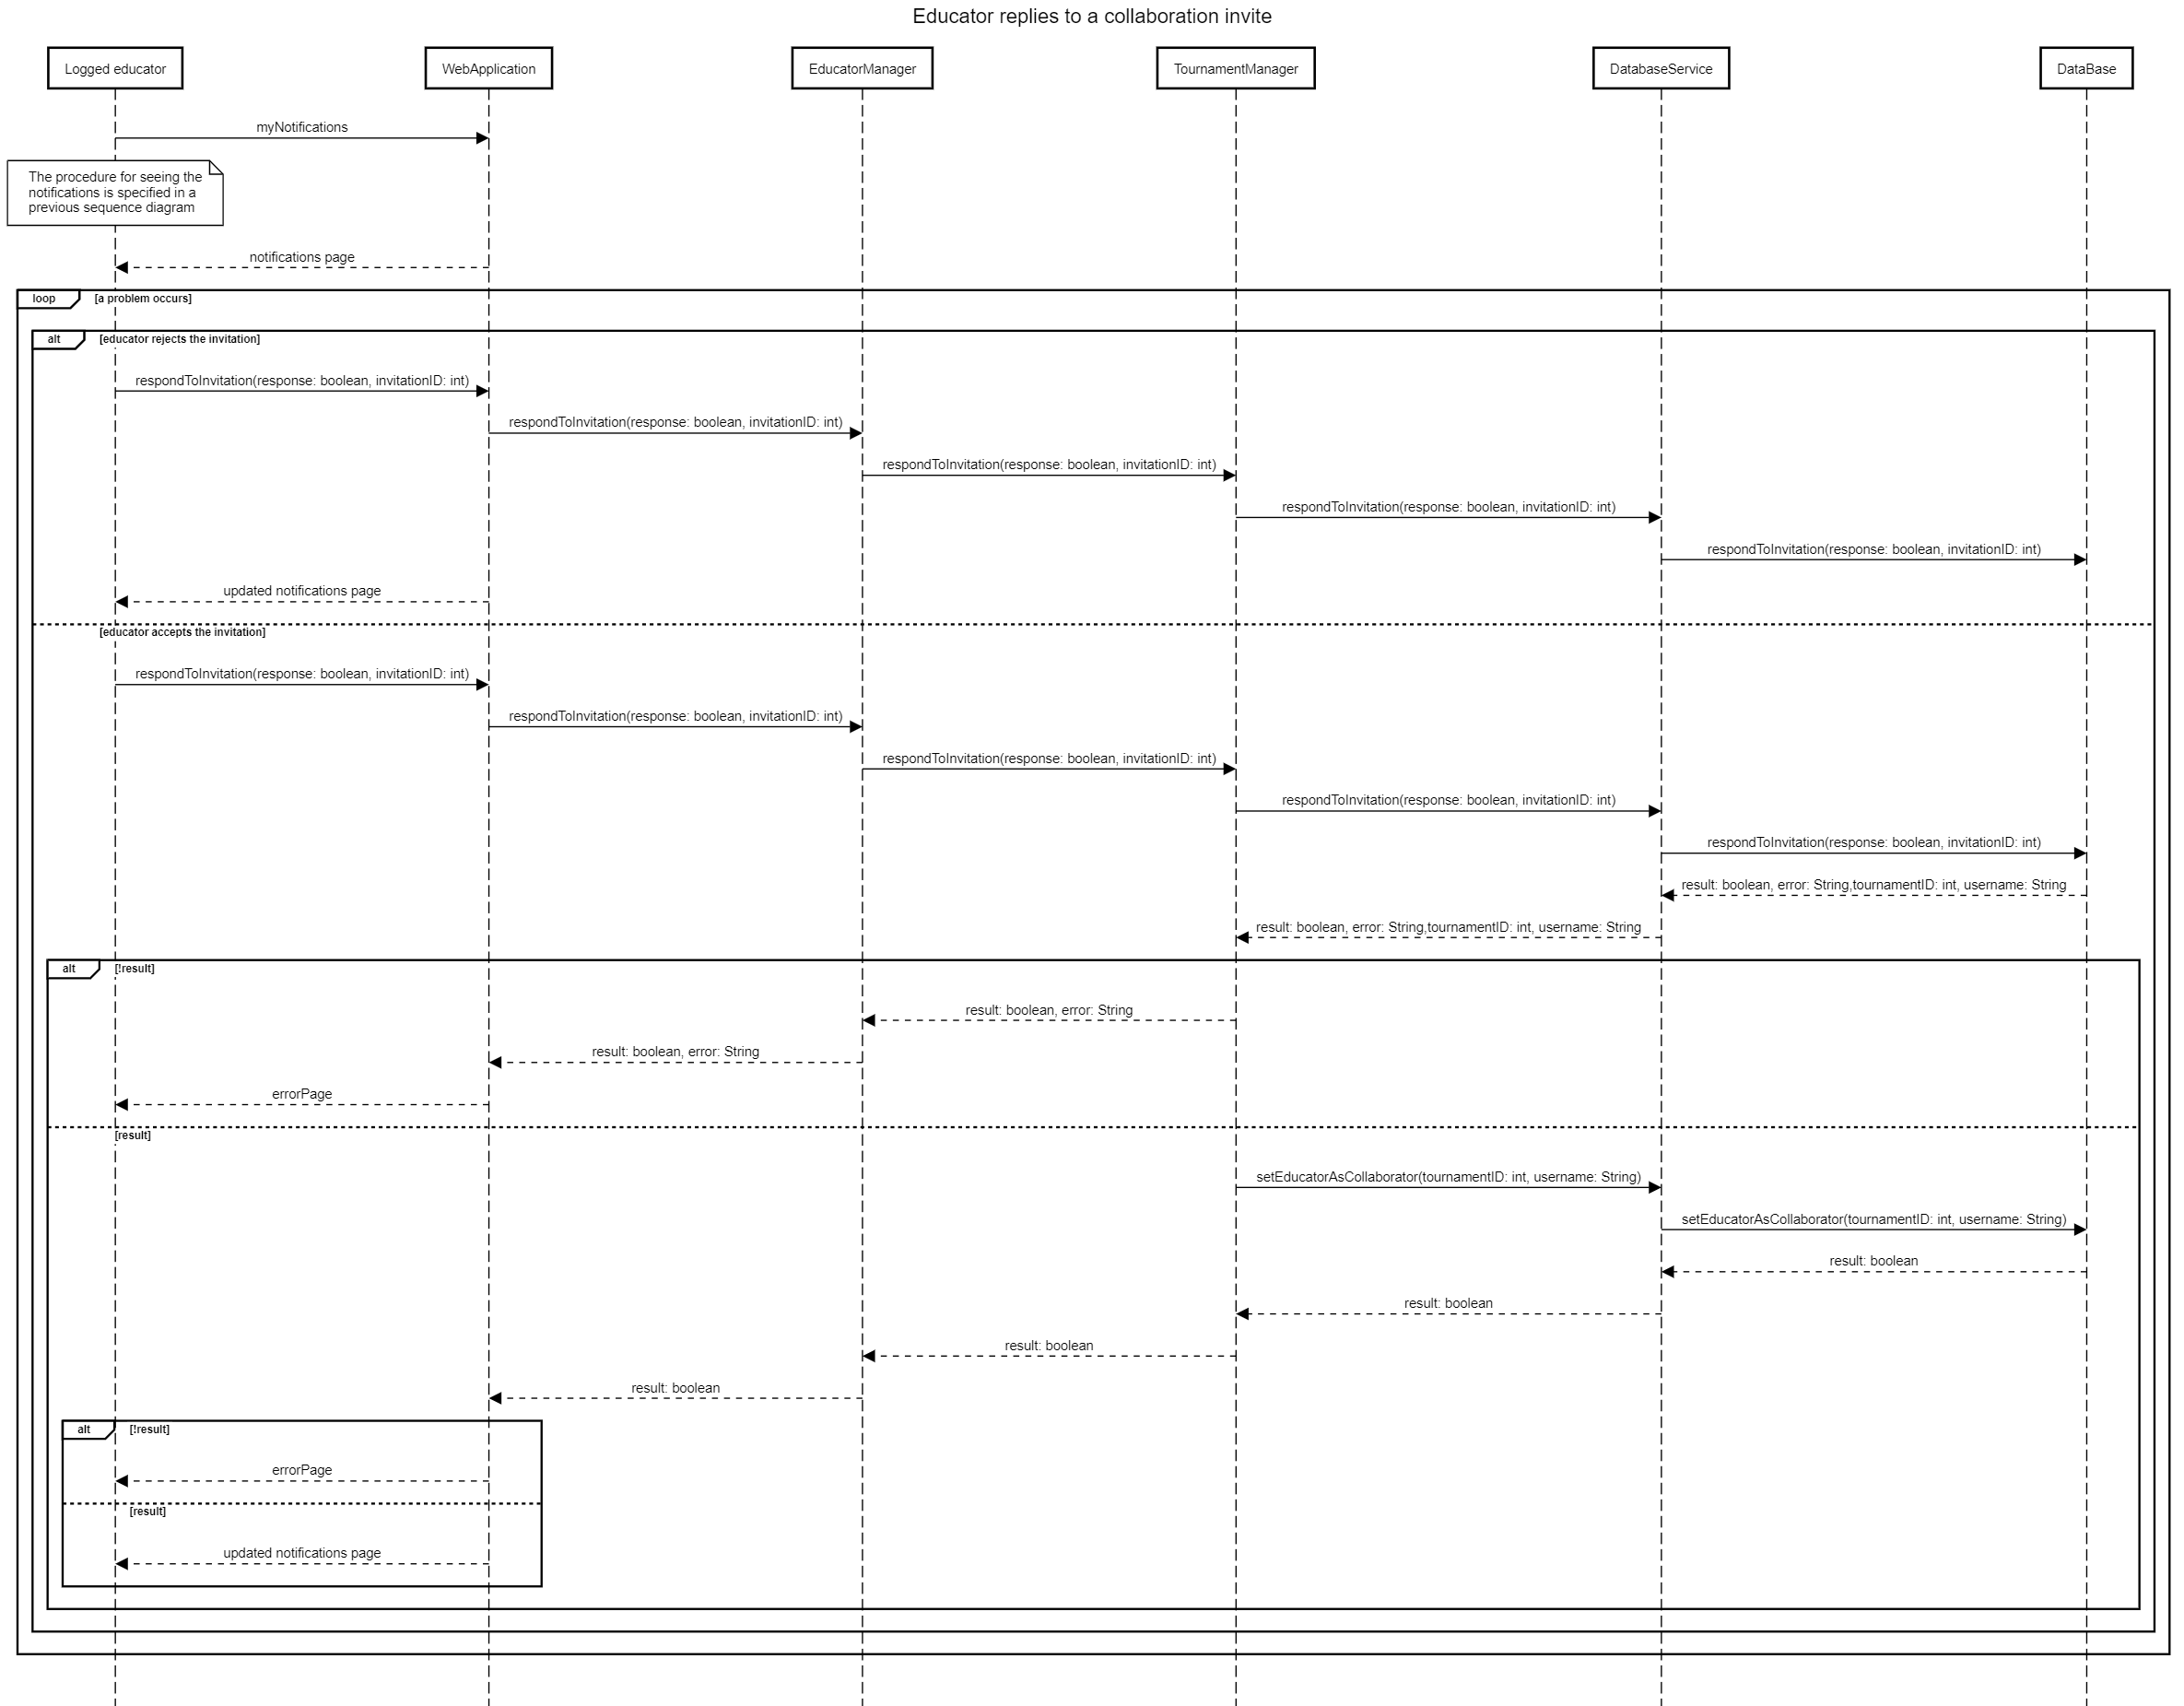 Educator replies to a collaboration invite
Logged educator
WebApplication
EducatorManager
TournamentManager
DatabaseService
DataBase
myNotifications
The procedure for seeing the
notifications is specified in a
previous sequence diagram
notifications page
loop
[a problem occurs]
alt
[educator rejects the invitation]
respondToInvitation(response: boolean, invitationID: int)
respondToInvitation(response: boolean, invitationID: int)
respondToInvitation(response: boolean, invitationID: int)
respondToInvitation(response: boolean, invitationID: int)
respondToInvitation(response: boolean, invitationID: int)
updated notifications page
[educator accepts the invitation]
respondToInvitation(response: boolean, invitationID: int)
respondToInvitation(response: boolean, invitationID: int)
respondToInvitation(response: boolean, invitationID: int)
respondToInvitation(response: boolean, invitationID: int)
respondToInvitation(response: boolean, invitationID: int)
result: boolean, error: String,tournamentID: int, username: String
result: boolean, error: String,tournamentID: int, username: String
alt
[!result]
result: boolean, error: String
result: boolean, error: String
errorPage
[result]
setEducatorAsCollaborator(tournamentID: int, username: String)
setEducatorAsCollaborator(tournamentID: int, username: String)
result: boolean
result: boolean
result: boolean
result: boolean
alt
[!result]
errorPage
[result]
updated notifications page